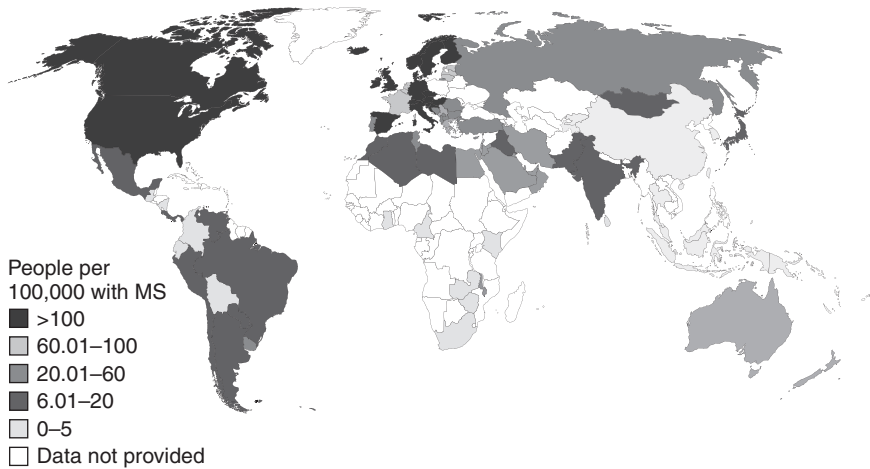 People per
100,000 with MS
>100
60.01–100
20.01–60
6.01–20
0–5
Data not provided